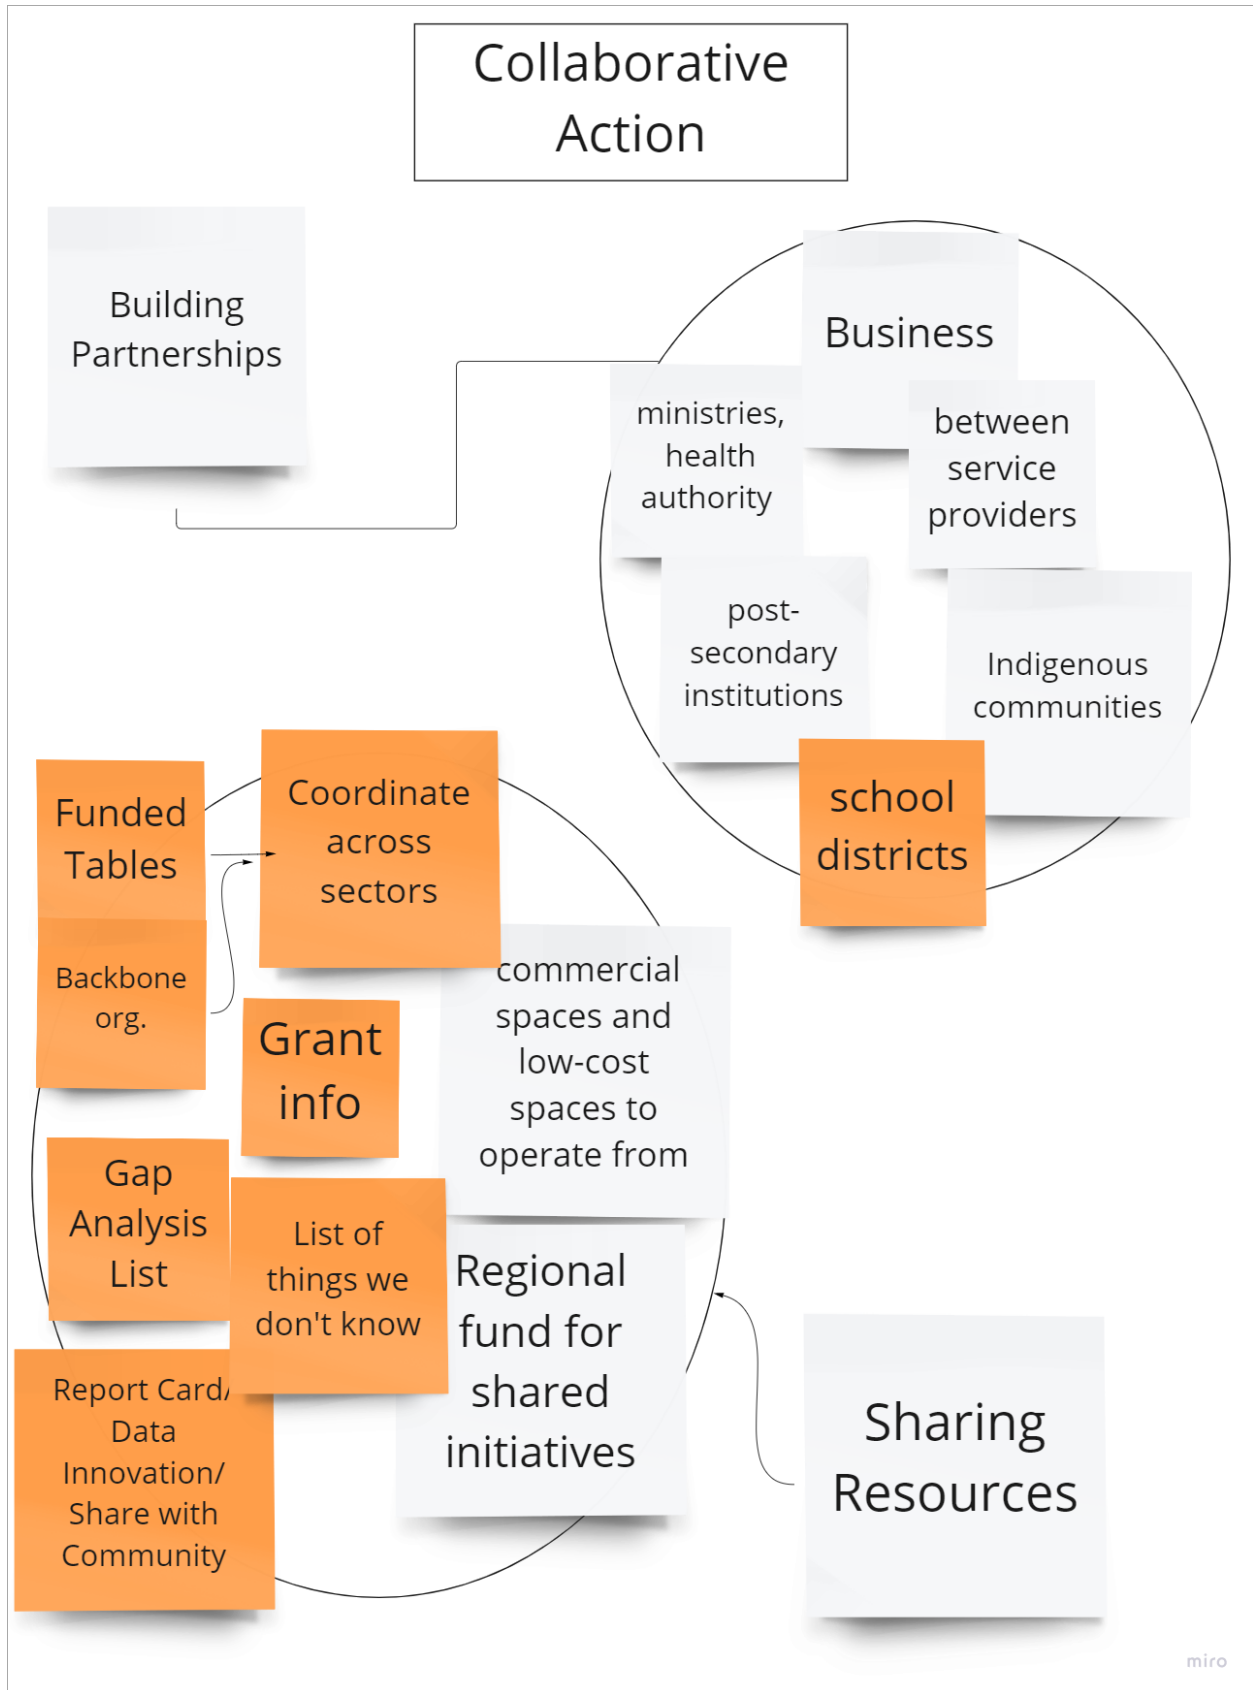 Collaborative
Action
Building
Partnerships
Business
ministries,
health
authority
between
service
providers
post-
secondary
institutions
Indigenous
communities
school
districts
Funded
Tables
Coordinate
across
sectors
Backbone
org.
commercial
spaces and
low-cost
spaces to
operate from
Grant
info
Gap
Analysis
List
List of
things we
don't know
Regional
fund for
shared
initiatives
Report Card/
Data
Innovation/
Share with
Community
Sharing
Resources
miro